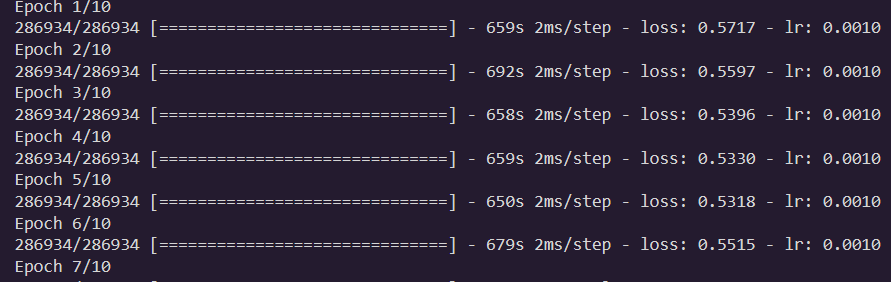 Epoch 1/10
286934/286934 [==============================] - 659s 2ms/step - loss: 0.5717 - lr: 0.0010
Epoch 2/10
286934/286934 [==============================] - 692s 2ms/step - loss: 0.5597 - lr: 0.0010
Epoch 3/10
286934/286934 [==============================] - 658s 2ms/step - loss: 0.5396 - lr: 0.0010
Epoch 4/10
286934/286934 [==============================] - 659s 2ms/step - loss: 0.5330 - lr: 0.0010
Epoch 5/10
286934/286934 [==============================] - 650s 2ms/step - loss: 0.5318 - lr: 0.0010
Epoch 6/10
286934/286934 [==============================] - 679s 2ms/step - loss: 0.5515 - lr: 0.0010
Epoch 7/10